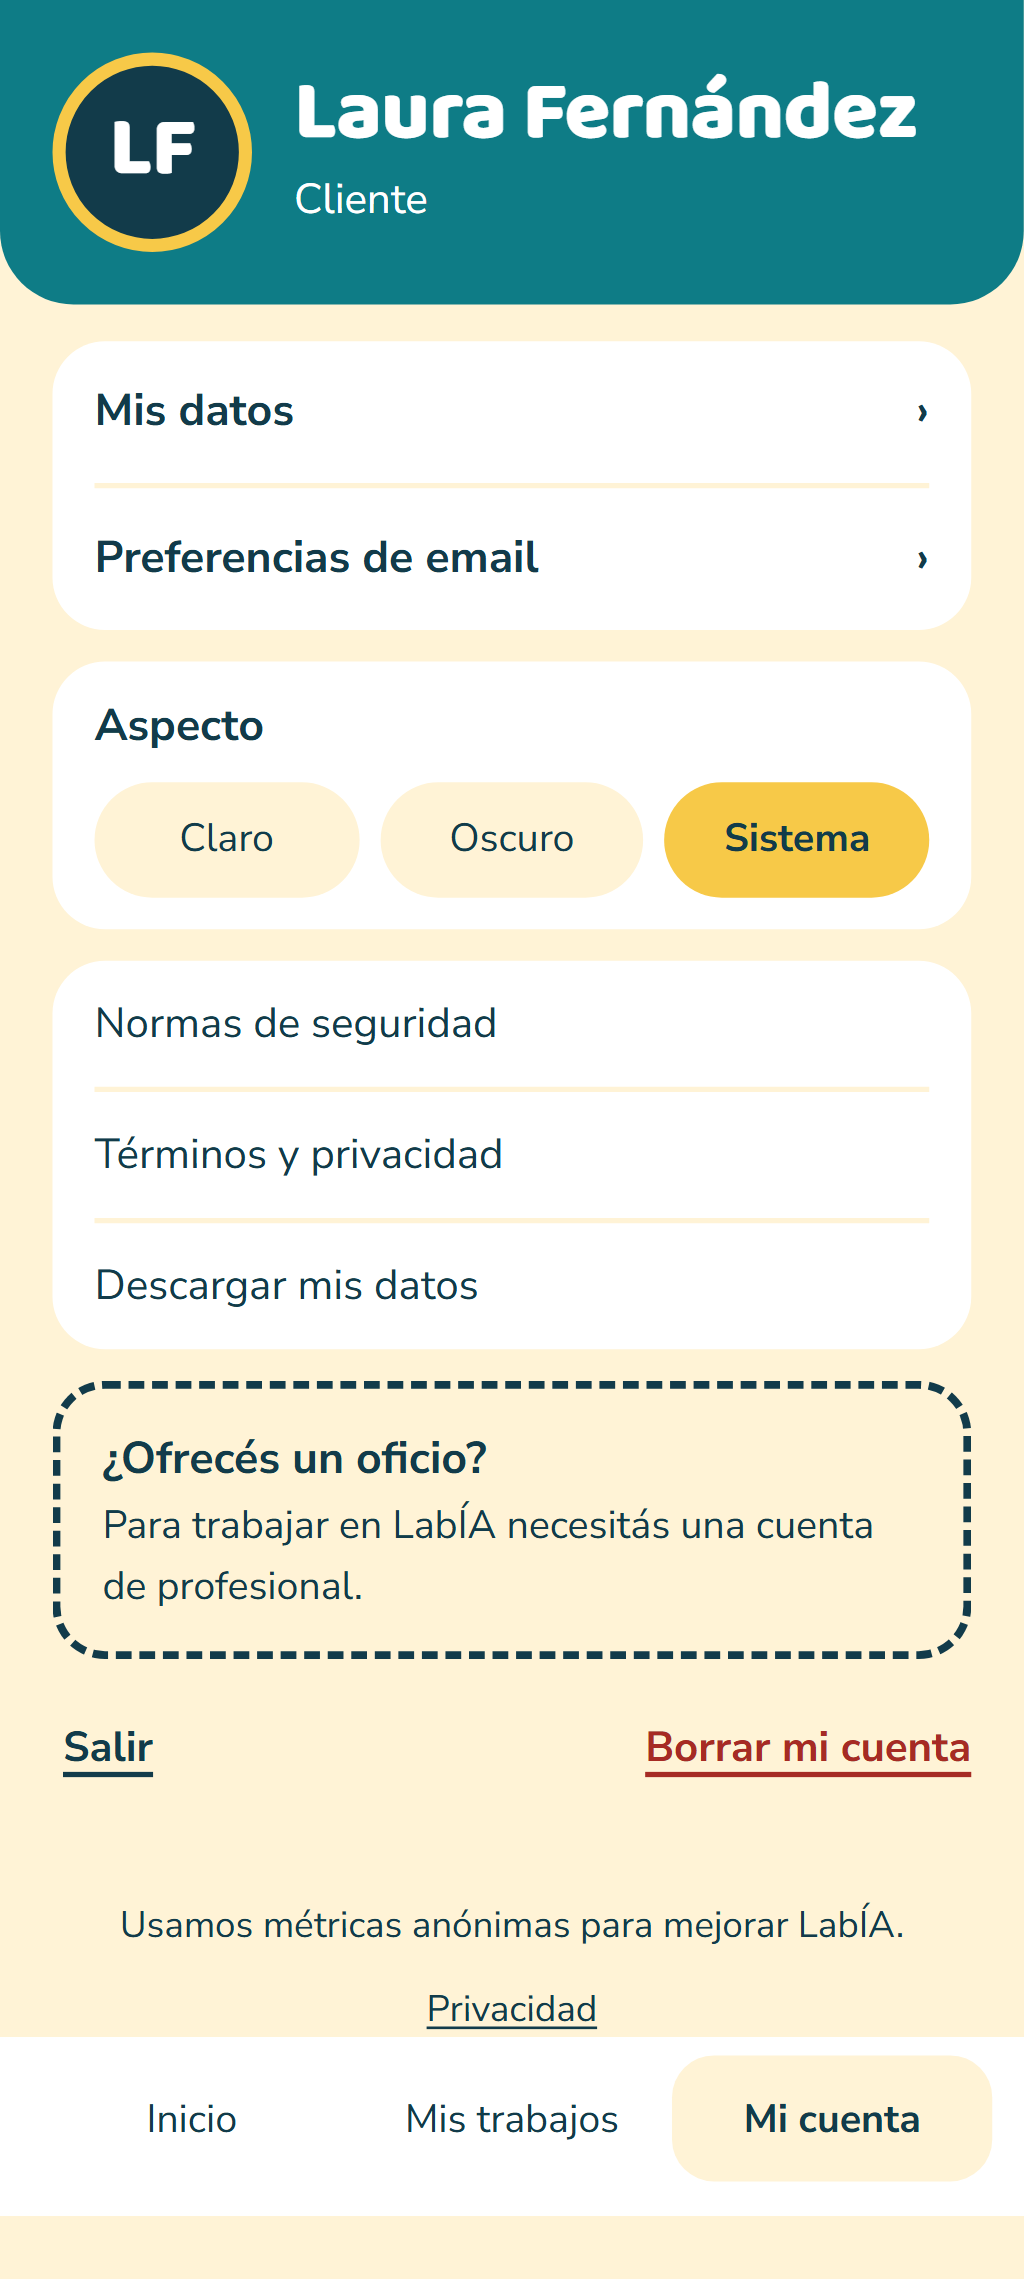 LF
Laura Fernández
Cliente
Mis datos ›
Preferencias de email ›
Aspecto
Claro Oscuro Sistema
Normas de seguridad
Términos y privacidad
Descargar mis datos
¿Ofrecés un oficio?
Para trabajar en LabÍA necesitás una cuenta
de profesional.
Salir Borrar mi cuenta
Usamos métricas anónimas para mejorar LabÍA.
Privacidad
Inicio Mis trabajos Mi cuenta